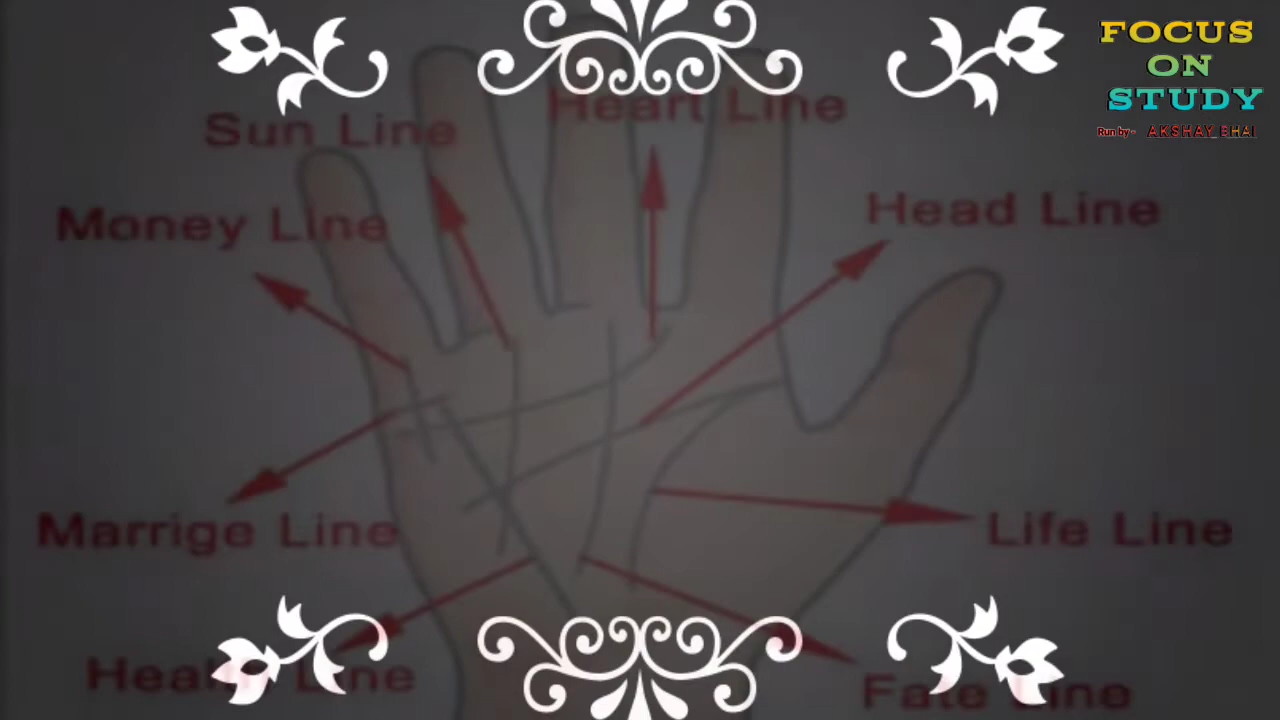 FOCUS
ON
STUDY
Run by - AKSHAY BHAI
Heart Line
Sun Line
Head Line
Money Line
Marrige Line
Life Line
Line
Fate Line